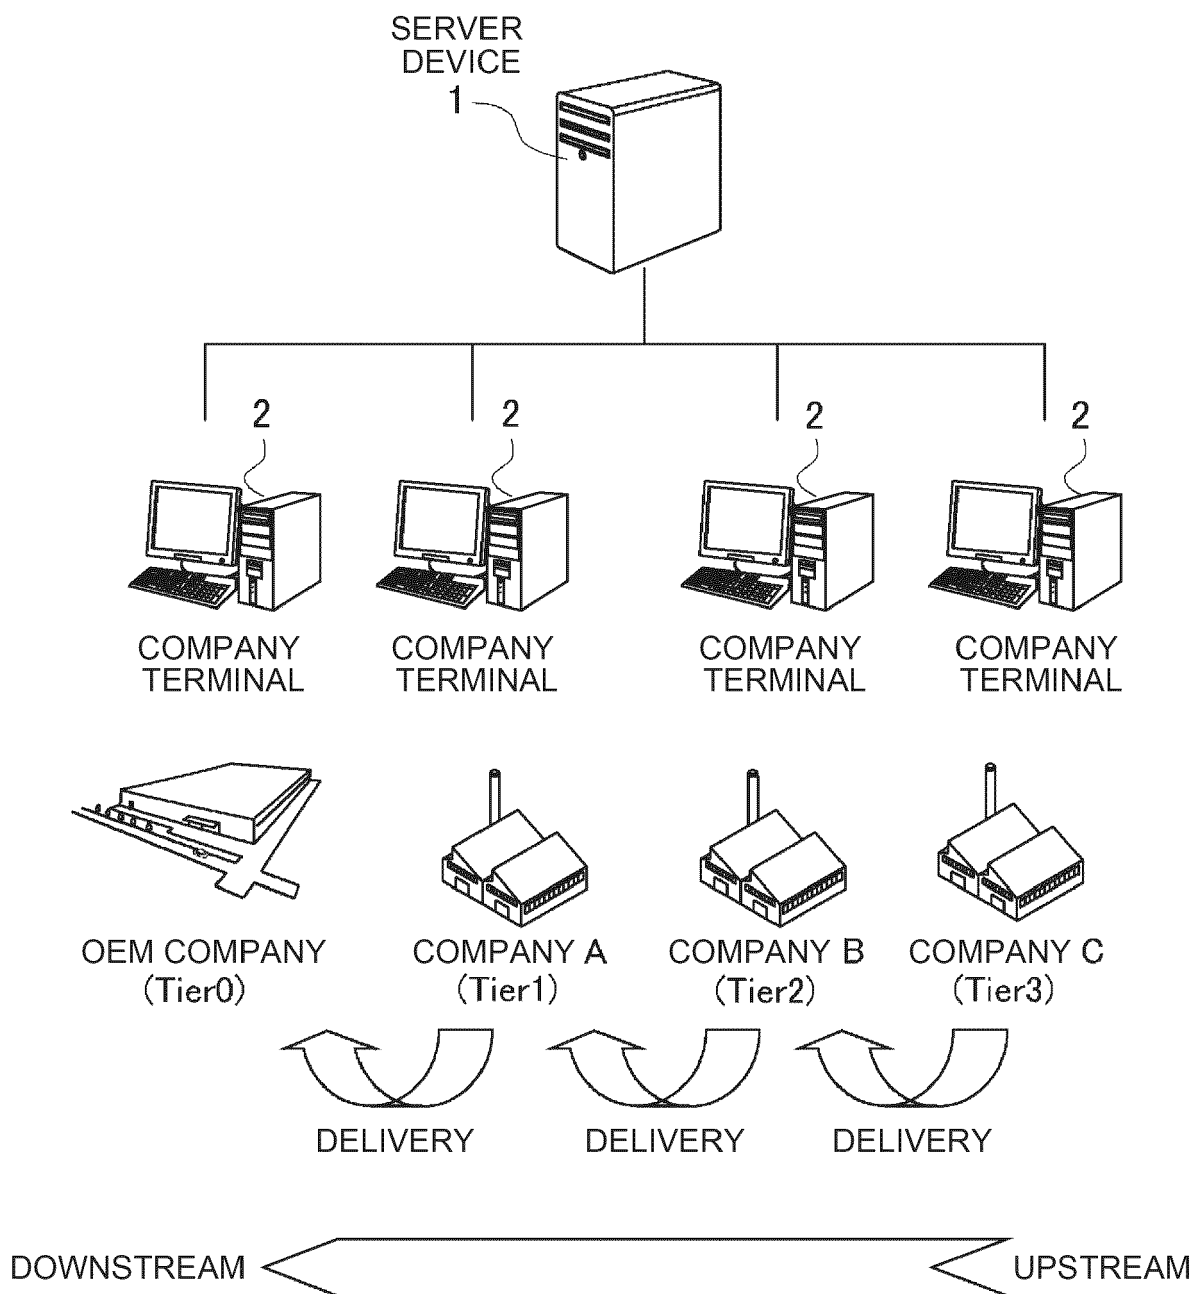 SERVER
DEVICE
1
2 2 2 2
COMPANY COMPANY COMPANY COMPANY
TERMINAL TERMINAL TERMINAL TERMINAL
OEM COMPANY COMPANY A COMPANY B COMPANY C
(Tier0) (Tier1) (Tier2) (Tier3)
DELIVERY DELIVERY DELIVERY
DOWNSTREAM UPSTREAM